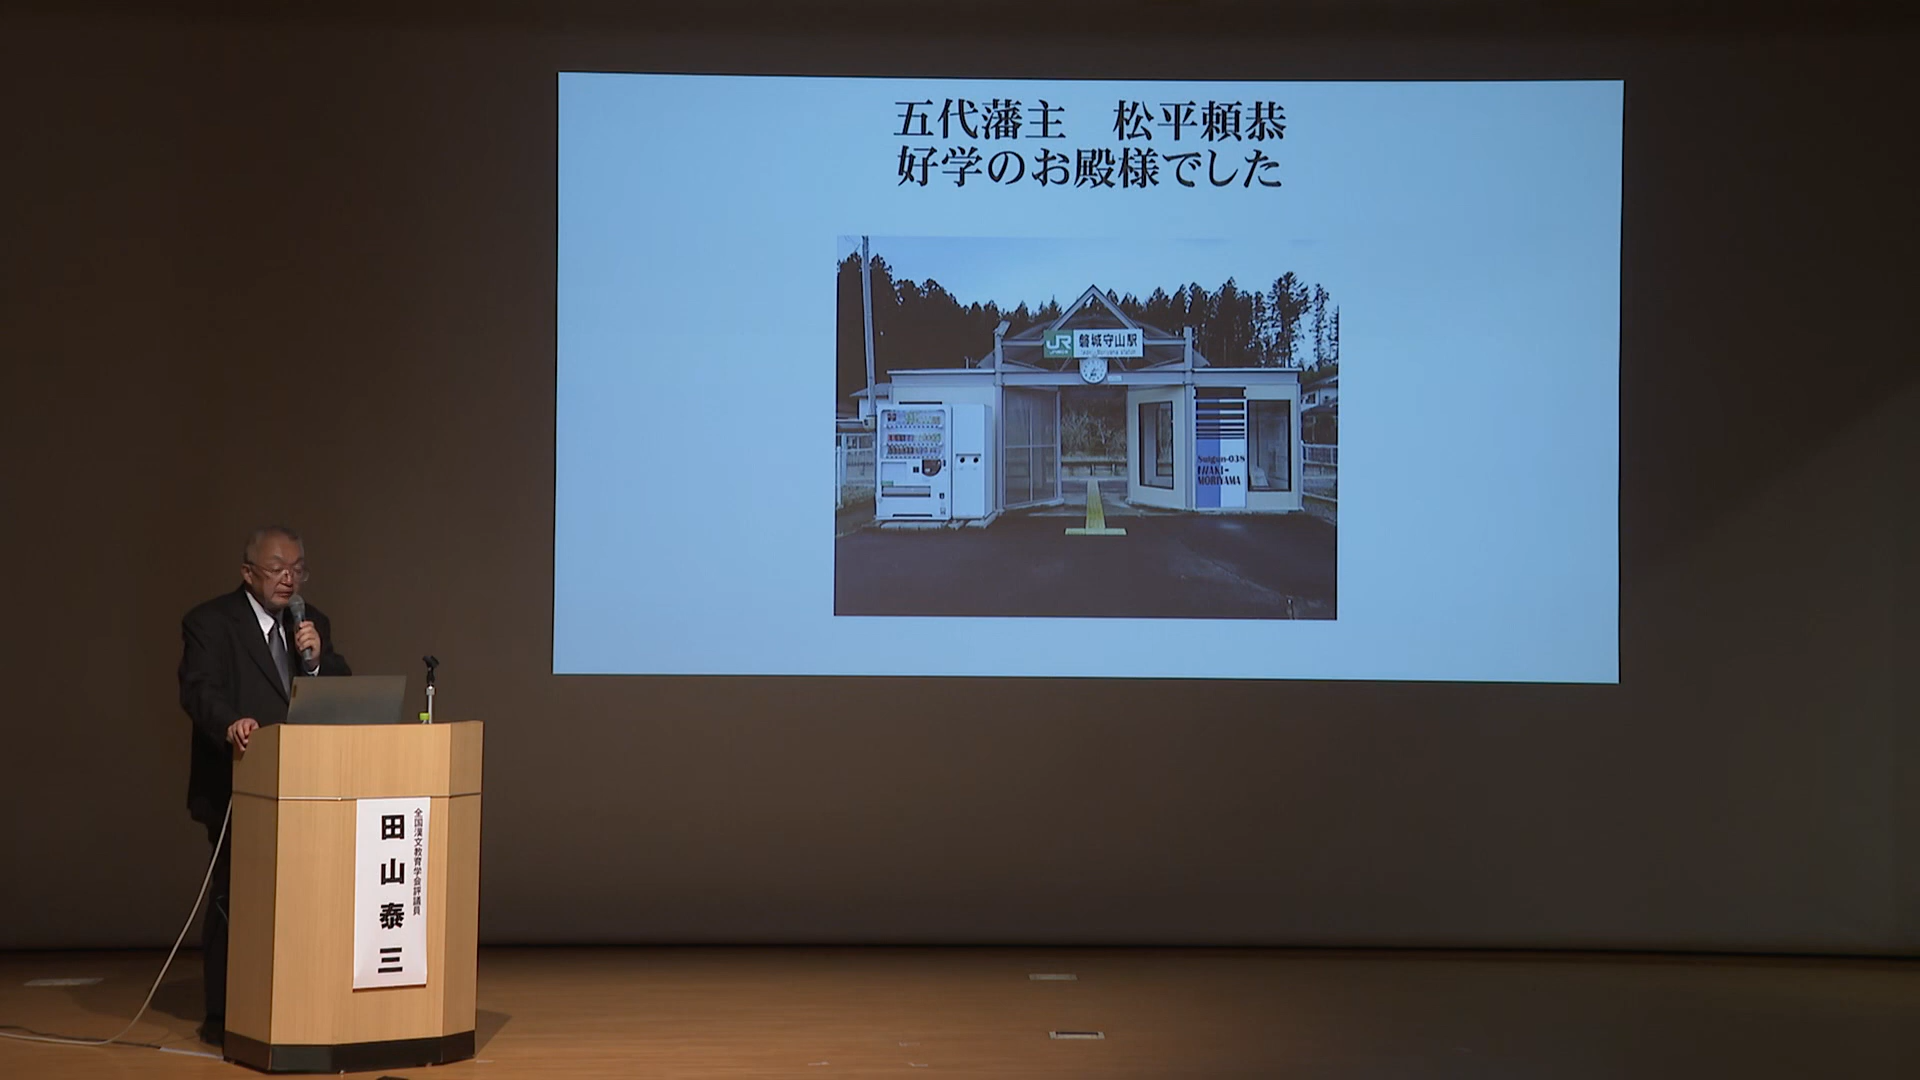 五代藩主　松平頼恭
好学のお殿様でした
JR 磐城守山駅
Suigun-038
IWAKI-
MORIYAMA
全国漢文教育学会評議員
田山泰三